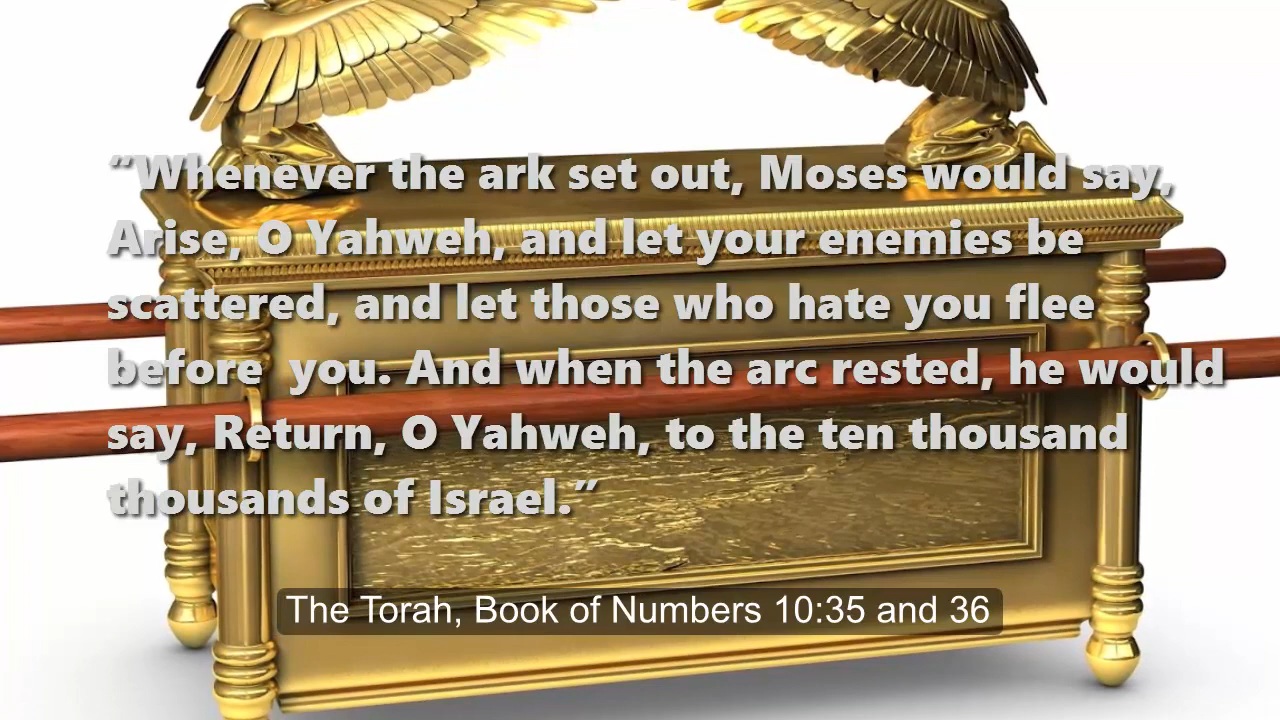 “Whenever the ark set out, Moses would say,
Arise, O Yahweh, and let your enemies be
scattered, and let those who hate you flee
before  you. And when the arc rested, he would
say, Return, O Yahweh, to the ten thousand
thousands of Israel.”
The Torah, Book of Numbers 10:35 and 36